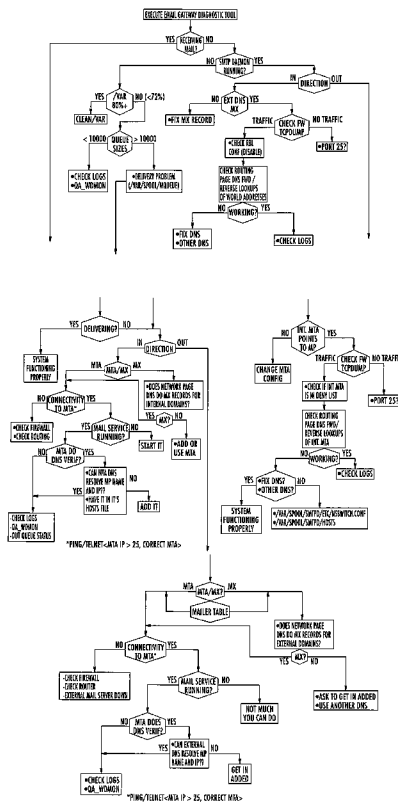 EXECUTE EMAIL GATEWAY DIAGNOSTIC TOOL
YES
RECEIVING
MAIL?
NO
NO
SMTP DAEMON
RUNNING?
YES
IN
DIRECTION
OUT
YES
/VAR
80%+
NO (<72%)
CLEAN/VAR
< 10000
QUEUE
SIZES
> 10000
•CHECK LOGS
•QA_WOMON
•DELIVERY PROBLEM
(/VAR/SPOOL/MQUEUE)
NO
EXT DNS
MX
YES
•FIX MX RECORD
TRAFFIC
CHECK FW
TCPDUMP
NO TRAFFIC
•PORT 25?
•CHECK RBL
CONF (DISABLE)
CHECK ROUTING
PAGE DNS FWD /
REVERSE LOOKUPS
OF WORLD ADDRESSES
NO
WORKING?
YES
•FIX DNS
•OTHER DNS
•CHECK LOGS
YES
DELIVERING?
NO
SYSTEM
FUNCTIONING
PROPERLY
IN
DIRECTION
OUT
MTA
MTA/MX
MX
•DOES NETWORK PAGE
DNS DO MX RECORDS FOR
INTERNAL DOMAINS?
NO
CONNECTIVITY
TO MTA*
YES
•CHECK FIREWALL
•CHECK ROUTING
YES
MAIL SERVICE
RUNNING?
NO
START IT
YES
MX?
NO
•ADD OR
USE MTA
NO
MTA DO
DNS VERIF?
YES
•CAN MTA DNS
RESOLVE MP NAME
AND IP??
•HAVE IT IN IT'S
HOSTS FILE
YES
NO
ADD IT
-CHECK LOGS
-QA_WOMON
-OUT QUEUE STATUS
*PING/TELNET<MTA IP > 25, CORRECT MTA>
NO
INT. MTA
POINTS
TO MP
YES
CHANGE MTA
CONFIG
TRAFFIC
CHECK FW
TCPDUMP
NO TRAFFIC
•PORT 25?
•CHECK IF INT MTA
IS IN DENY LIST
CHECK ROUTING
PAGE DNS FWD/
REVERSE LOOKUPS
OF INT. MTA
NO
WORKING?
YES
•CHECK LOGS
YES
•FIX DNS?
•OTHER DNS?
NO
SYSTEM
FUNCTIONING
PROPERLY
MTA
MTA/MX?
MX
MAILER TABLE
•DOES NETWORK PAGE
DNS DO MX RECORDS FOR
EXTERNAL DOMAINS?
YES
MX?
NO
•ASK TO GET IN ADDED
•USE ANOTHER DNS
NO
CONNECTIVITY
TO MTA*
YES
-CHECK FIREWALL
-CHECK ROUTER
-EXTERNAL MAIL SERVER DOWN
YES
MAIL SERVICE
RUNNING?
NO
NOT MUCH
YOU CAN DO
NO
MTA DOES
DNS VERIF?
YES
•CAN EXTERNAL
DNS RESOLVE MP
NAME AND IP??
YES
NO
GET IN
ADDED
•CHECK LOGS
•QA_WOMON
*PING/TELNET<MTA IP > 25, CORRECT MTA>